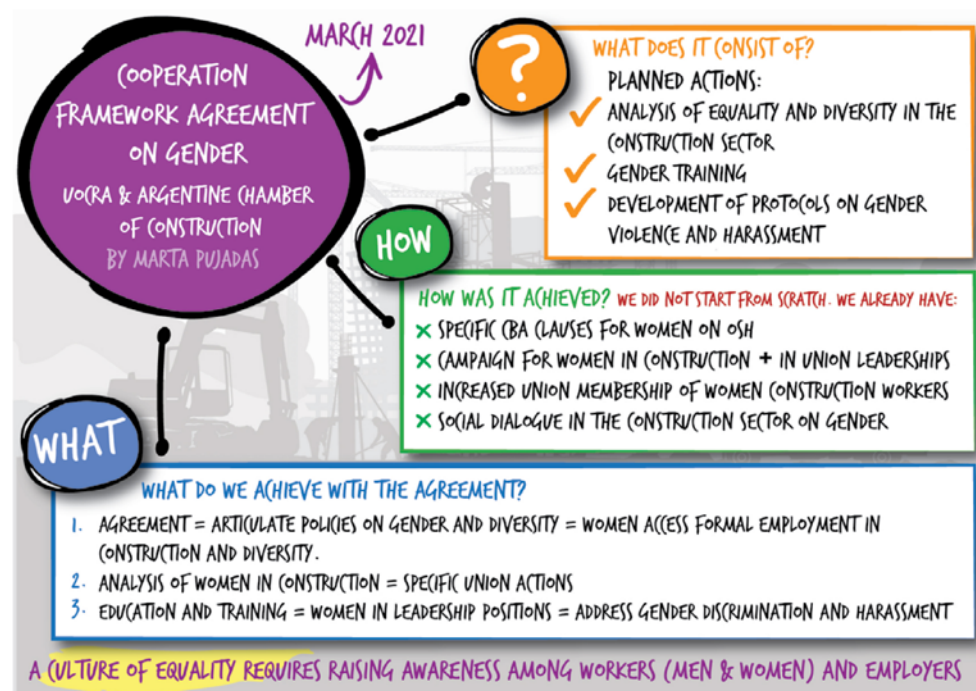 MARCH 2021
COOPERATION
FRAMEWORK AGREEMENT
ON GENDER
UOCRA & ARGENTINE CHAMBER
OF CONSTRUCTION
BY MARTA PUJADAS
?
WHAT DOES IT CONSIST OF?
PLANNED ACTIONS:
✓ ANALYSIS OF EQUALITY AND DIVERSITY IN THE
CONSTRUCTION SECTOR
✓ GENDER TRAINING
✓ DEVELOPMENT OF PROTOCOLS ON GENDER
VIOLENCE AND HARASSMENT
HOW
HOW WAS IT ACHIEVED? WE DID NOT START FROM SCRATCH. WE ALREADY HAVE:
× SPECIFIC CBA CLAUSES FOR WOMEN ON OSH
× CAMPAIGN FOR WOMEN IN CONSTRUCTION + IN UNION LEADERSHIPS
× INCREASED UNION MEMBERSHIP OF WOMEN CONSTRUCTION WORKERS
× SOCIAL DIALOGUE IN THE CONSTRUCTION SECTOR ON GENDER
WHAT
WHAT DO WE ACHIEVE WITH THE AGREEMENT?
1. AGREEMENT = ARTICULATE POLICIES ON GENDER AND DIVERSITY = WOMEN ACCESS FORMAL EMPLOYMENT IN
CONSTRUCTION AND DIVERSITY.
2. ANALYSIS OF WOMEN IN CONSTRUCTION = SPECIFIC UNION ACTIONS
3. EDUCATION AND TRAINING = WOMEN IN LEADERSHIP POSITIONS = ADDRESS GENDER DISCRIMINATION AND HARASSMENT
A CULTURE OF EQUALITY REQUIRES RAISING AWARENESS AMONG WORKERS (MEN & WOMEN) AND EMPLOYERS